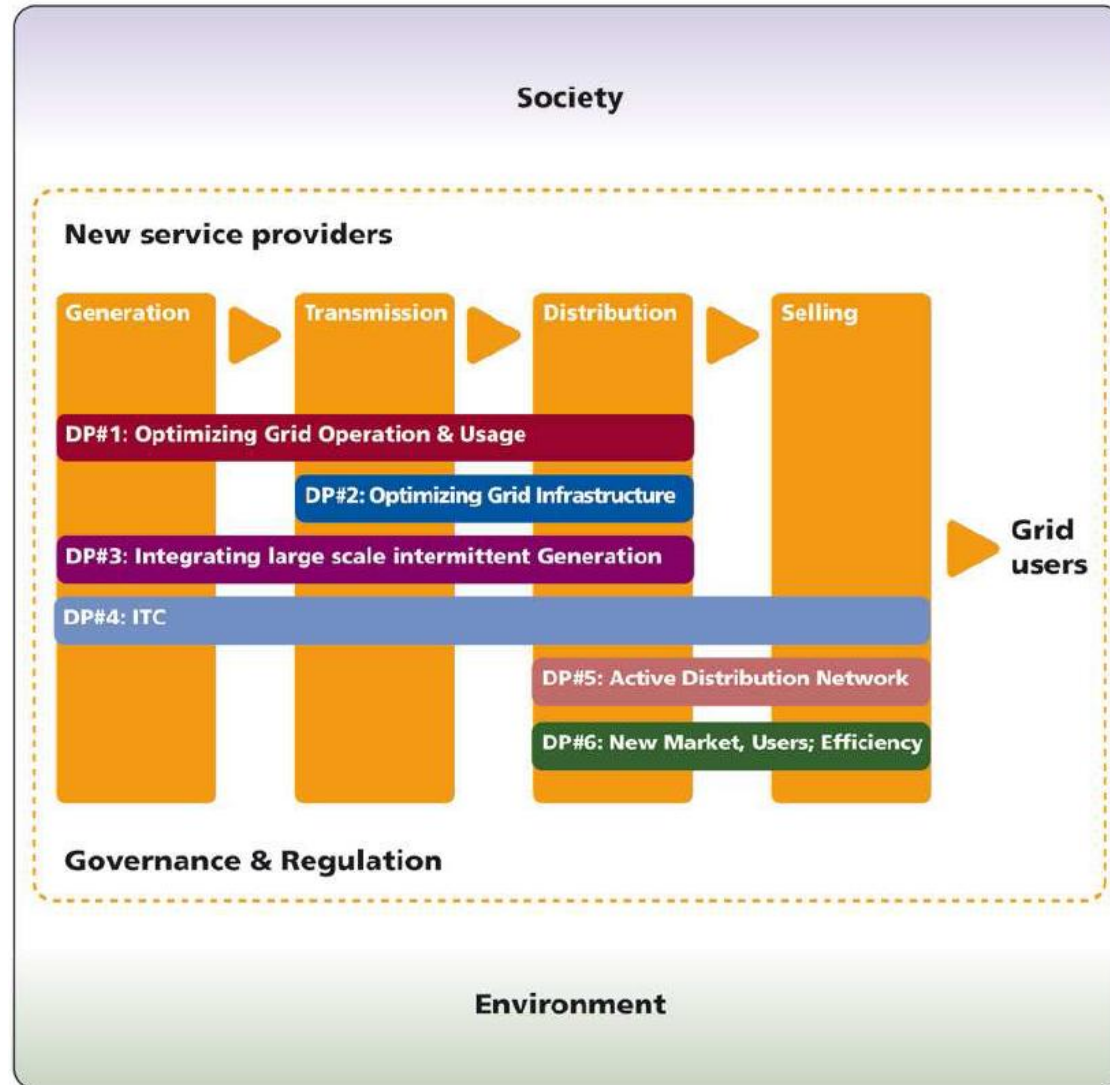 Society
New service providers
Generation
Transmission
Distribution
Selling
DP#1: Optimizing Grid Operation & Usage
DP#2: Optimizing Grid Infrastructure
DP#3: Integrating large scale intermittent Generation
DP#4: ITC
DP#5: Active Distribution Network
DP#6: New Market, Users; Efficiency
Grid
users
Governance & Regulation
Environment